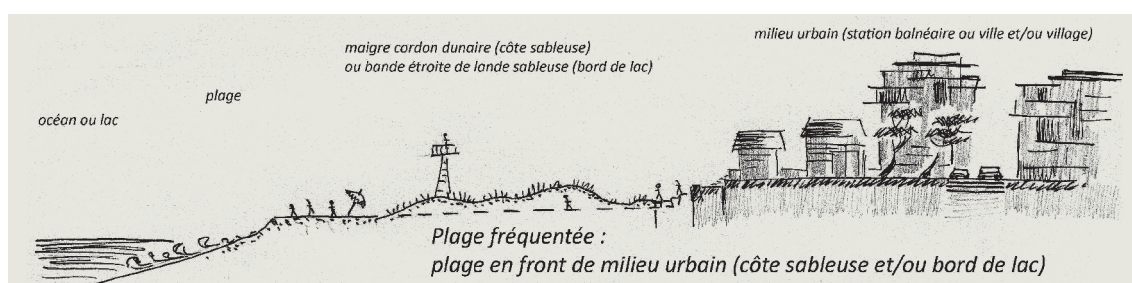 milieu urbain (station balnéaire ou ville et/ou village)
maigre cordon dunaire (côte sableuse)
ou bande étroite de lande sableuse (bord de lac)
plage
océan ou lac
Plage fréquentée :
plage en front de milieu urbain (côte sableuse et/ou bord de lac)